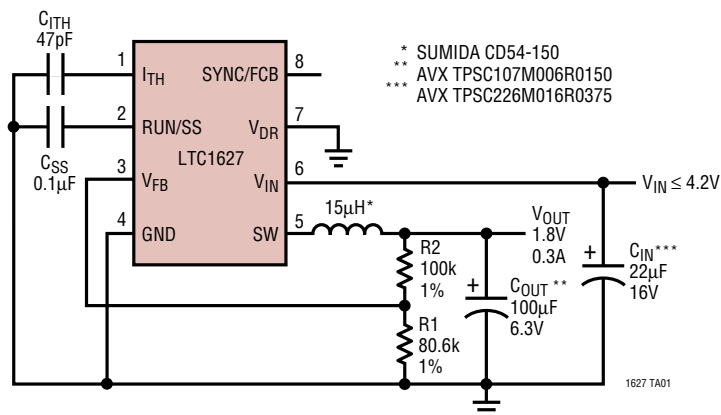 C_ITH
47pF
1
2
3
4
I_TH
RUN/SS
V_FB
GND
LTC1627
SYNC/FCB
V_DR
V_IN
SW
8
7
6
5
C_SS
0.1µF
* SUMIDA CD54-150
** AVX TPSC107M006R0150
*** AVX TPSC226M016R0375
V_IN ≤ 4.2V
15µH*
V_OUT
1.8V
0.3A
R2
100k
1%
+
C_OUT**
100µF
6.3V
+
C_IN***
22µF
16V
R1
80.6k
1%
1627 TA01